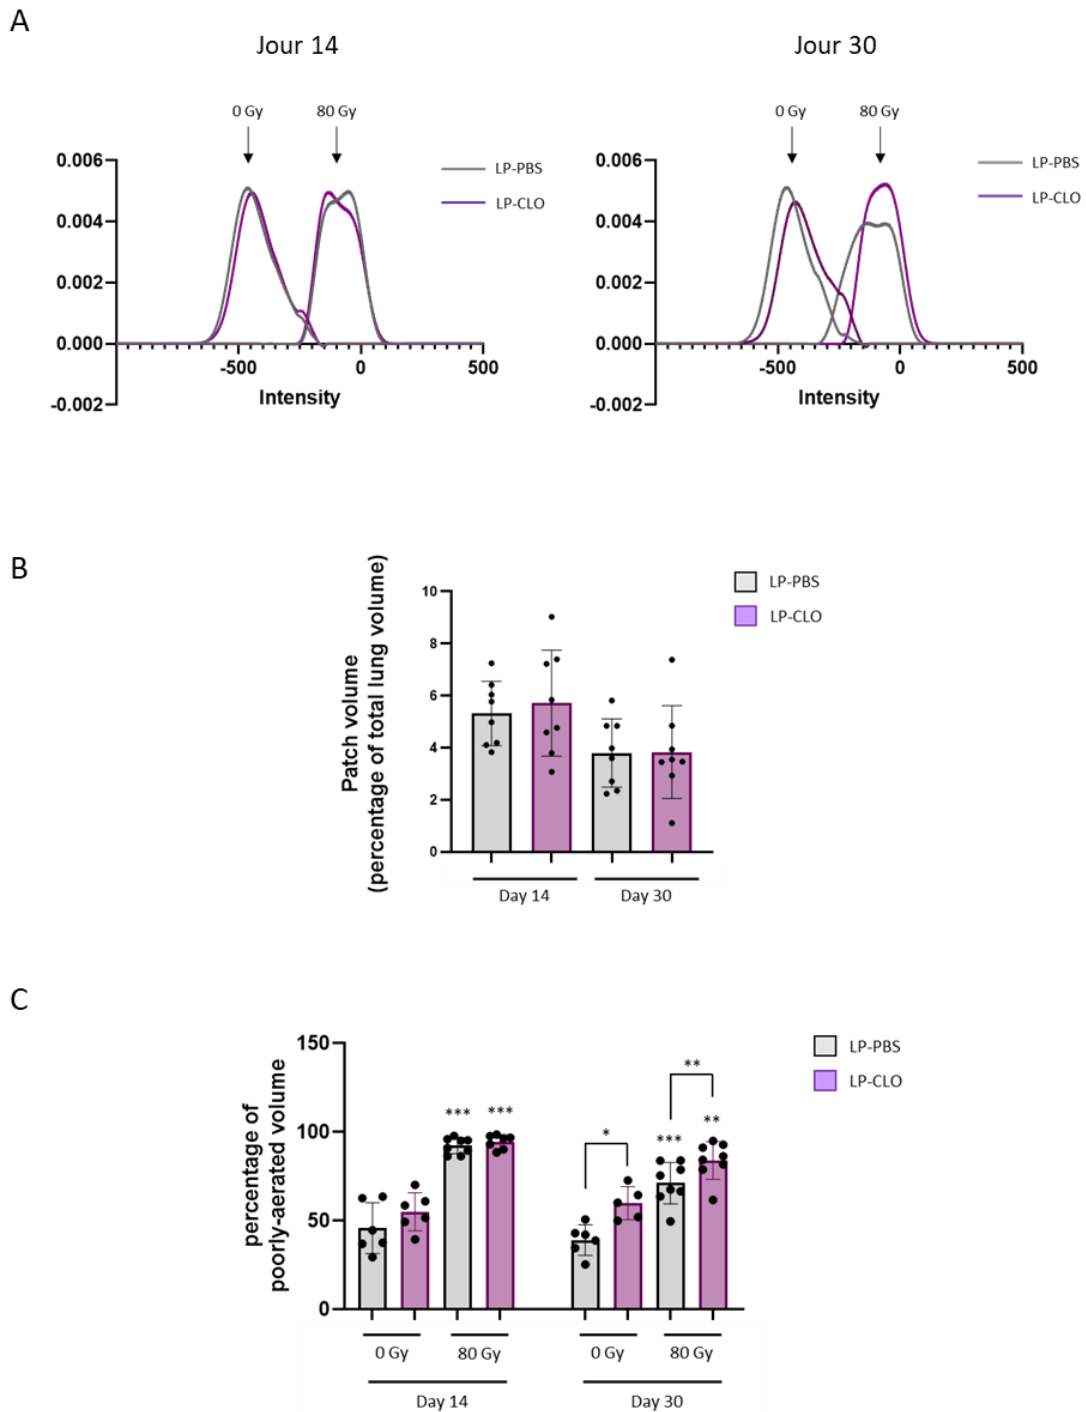 A
Jour 14
Jour 30
0 Gy
80 Gy
0 Gy
80 Gy
0.006
0.004
0.002
0.000
-0.002
-500
0
500
Intensity
LP-PBS
LP-CLO
0.006
0.004
0.002
0.000
-0.002
-500
0
500
Intensity
LP-PBS
LP-CLO
B
Patch volume
(percentage of total lung volume)
10
8
6
4
2
0
Day 14
Day 30
LP-PBS
LP-CLO
C
percentage of
poorly-aerated volume
150
100
50
0
***
***
*
***
**
**
0 Gy
80 Gy
0 Gy
80 Gy
Day 14
Day 30
LP-PBS
LP-CLO